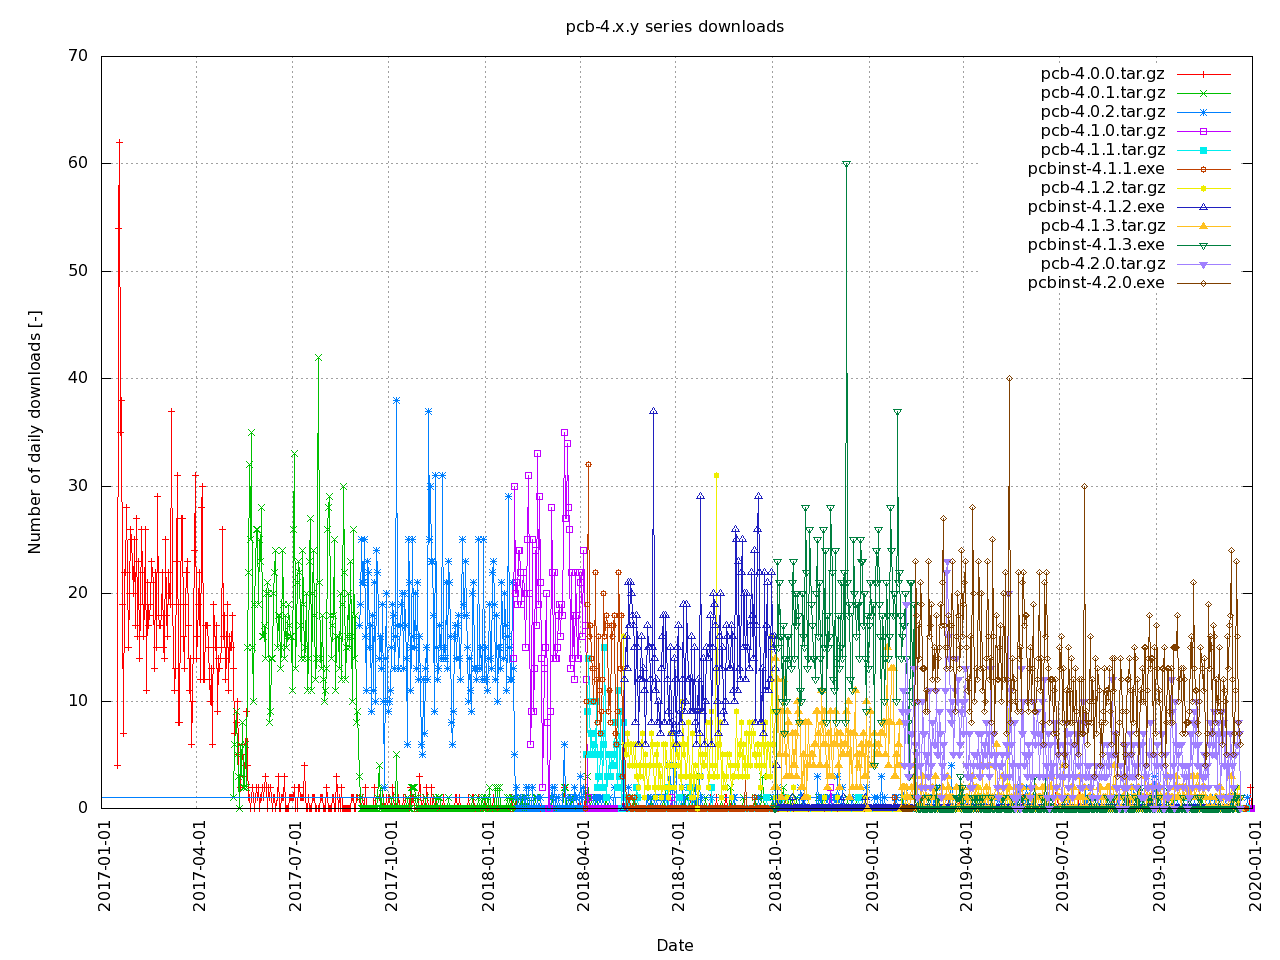 pcb-4.x.y series downloads
70
60
50
40
30
20
10
0
Number of daily downloads [-]
pcb-4.0.0.tar.gz
pcb-4.0.1.tar.gz
pcb-4.0.2.tar.gz
pcb-4.1.0.tar.gz
pcb-4.1.1.tar.gz
pcbinst-4.1.1.exe
pcb-4.1.2.tar.gz
pcbinst-4.1.2.exe
pcb-4.1.3.tar.gz
pcbinst-4.1.3.exe
pcb-4.2.0.tar.gz
pcbinst-4.2.0.exe
2017-01-01
2017-04-01
2017-07-01
2017-10-01
2018-01-01
2018-04-01
2018-07-01
2018-10-01
2019-01-01
2019-04-01
2019-07-01
2019-10-01
2020-01-01
Date